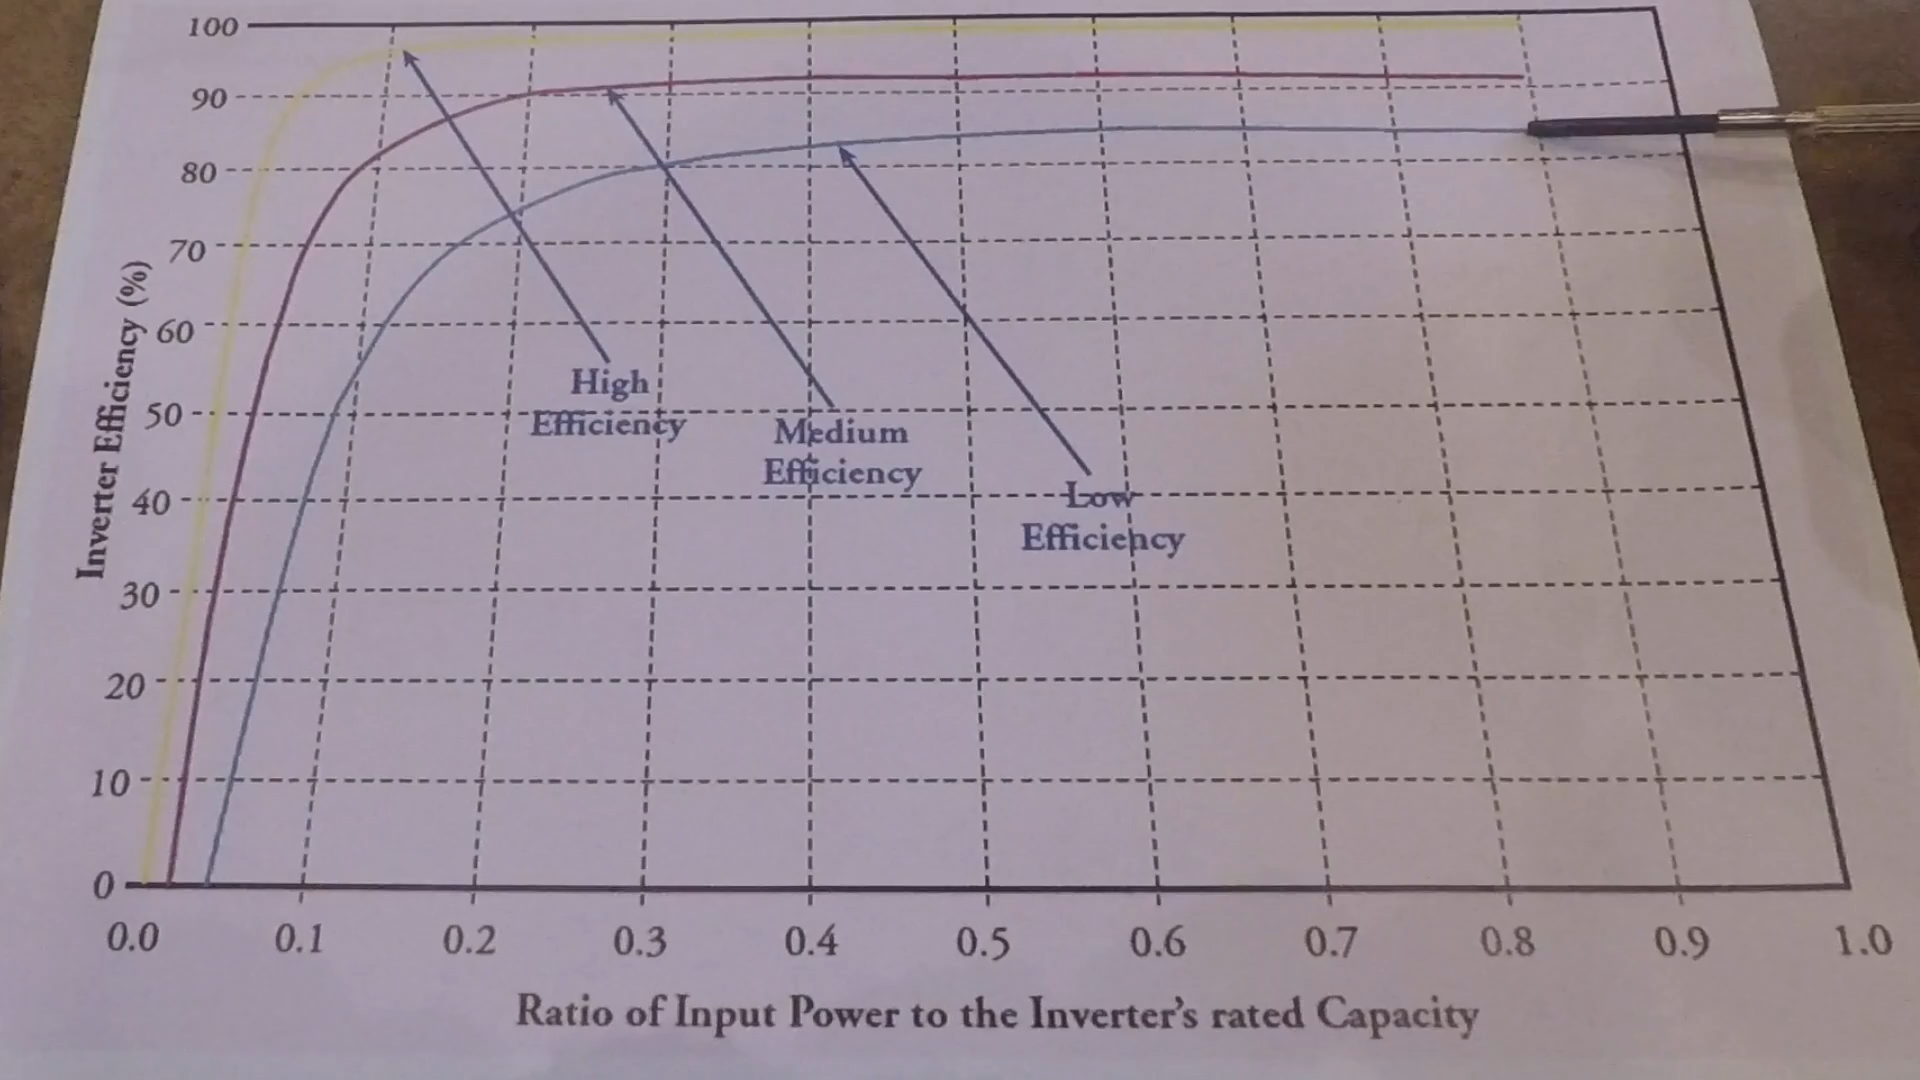 100
90
80
70
60
50
40
30
20
10
0
Inverter Efficiency (%)
High
Efficiency
Medium
Efficiency
Low
Efficiency
0.0 0.1 0.2 0.3 0.4 0.5 0.6 0.7 0.8 0.9 1.0
Ratio of Input Power to the Inverter's rated Capacity